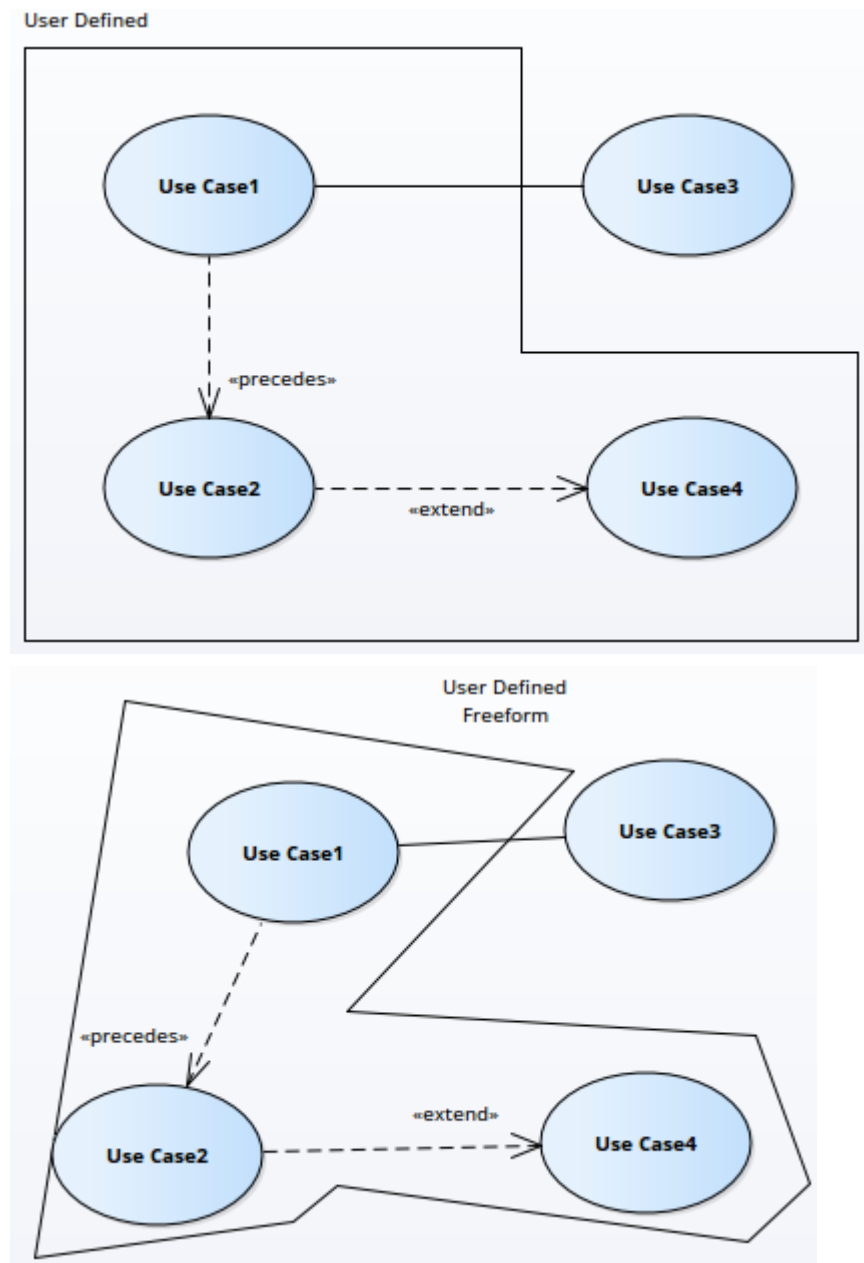 User Defined
Use Case1
Use Case3
«precedes»
Use Case2
Use Case4
«extend»
User Defined
Freeform
Use Case3
Use Case1
«precedes»
«extend»
Use Case2
Use Case4